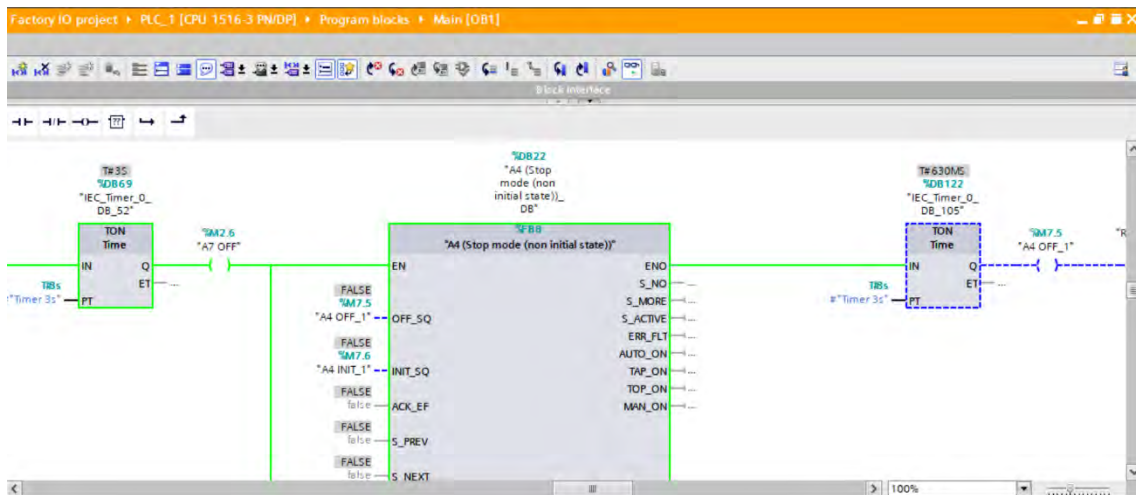 Factory IO project ▸ PLC_1 [CPU 1516-3 PN/DP] ▸ Program blocks ▸ Main [OB1]
Block interface
T#3S
%DB69
"IEC_Timer_0_
DB_52"
TON
Time
IN
Q
ET
...
PT
T#8s
"Timer 3s"
%M2.6
"A7 OFF"
%DB22
"A4 (Stop
mode (non
initial state))_
DB"
%FB8
"A4 (Stop mode (non initial state))"
EN
ENO
FALSE
%M7.5
"A4 OFF_1"
OFF_SQ
FALSE
%M7.6
"A4 INIT_1"
INIT_SQ
FALSE
false
ACK_EF
FALSE
false
S_PREV
FALSE
false
S_NEXT
S_NO
...
S_MORE
...
S_ACTIVE
...
ERR_FLT
...
AUTO_ON
...
TAP_ON
...
TOP_ON
...
MAN_ON
...
T#630MS
%DB122
"IEC_Timer_0_
DB_105"
TON
Time
IN
Q
ET
...
PT
T#8s
#"Timer 3s"
%M7.5
"A4 OFF_1"
"R
100%